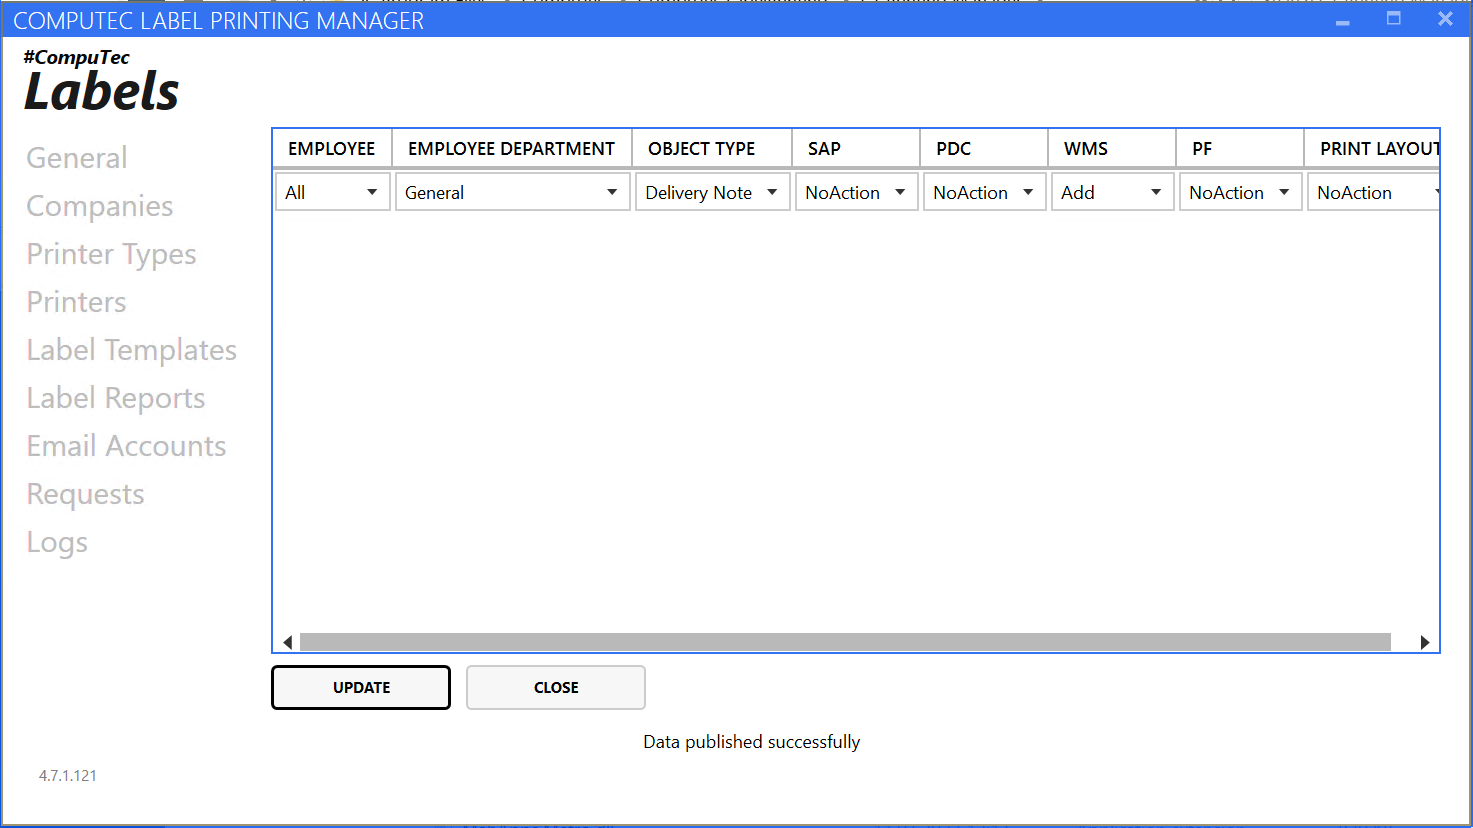 COMPUTEC LABEL PRINTING MANAGER
#CompuTec
Labels
General
Companies
Printer Types
Printers
Label Templates
Label Reports
Email Accounts
Requests
Logs
EMPLOYEE EMPLOYEE DEPARTMENT OBJECT TYPE SAP PDC WMS PF PRINT LAYOUT
All General Delivery Note NoAction NoAction Add NoAction NoAction
UPDATE CLOSE
Data published successfully
4.7.1.121